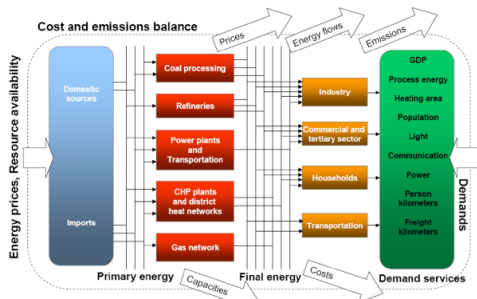 Cost and emissions balance
Prices
Energy flows
Emissions
Energy prices, Resource availability
Domestic
sources
Imports
Coal processing
Refineries
Power plants
and
Transportation
CHP plants
and district
heat networks
Gas network
Industry
Commercial and
tertiary sector
Households
Transportation
GDP
Process energy
Heating area
Population
Light
Communication
Power
Person
kilometers
Freight
kilometers
Demands
Primary energy
Capacities
Final energy
Costs
Demand services